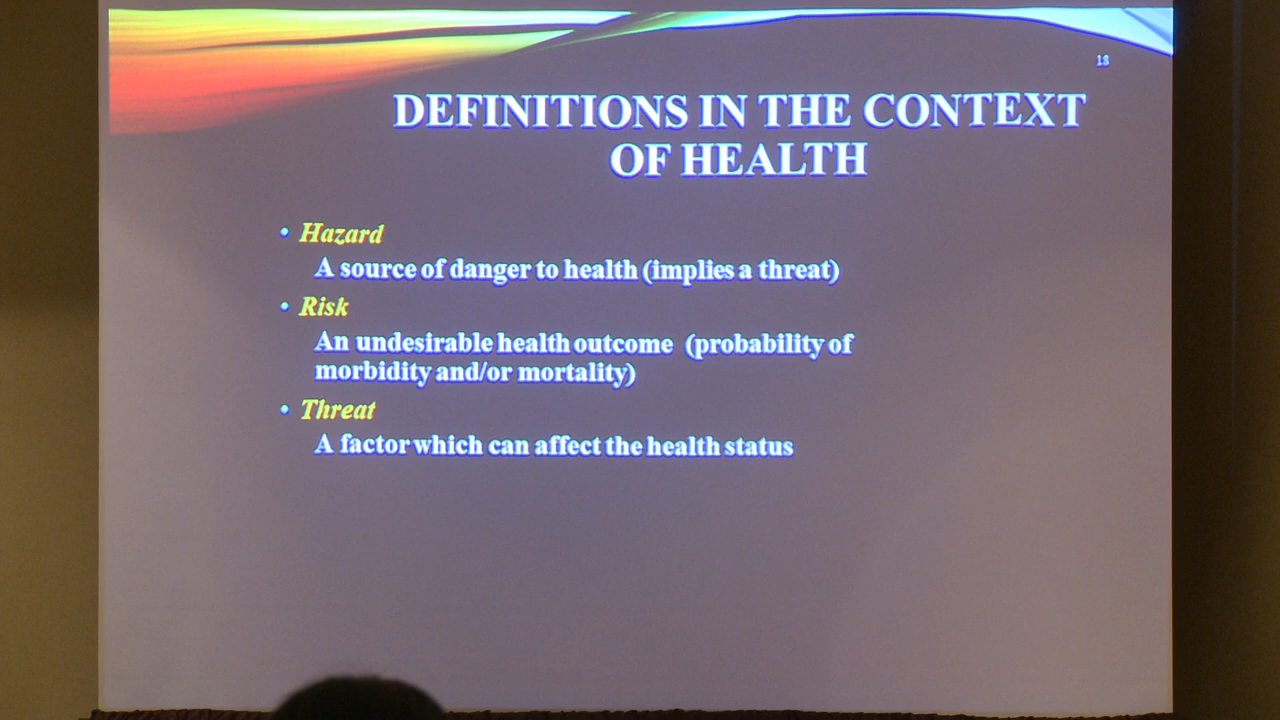 18
DEFINITIONS IN THE CONTEXT
OF HEALTH
• Hazard
A source of danger to health (implies a threat)
• Risk
An undesirable health outcome (probability of
morbidity and/or mortality)
• Threat
A factor which can affect the health status